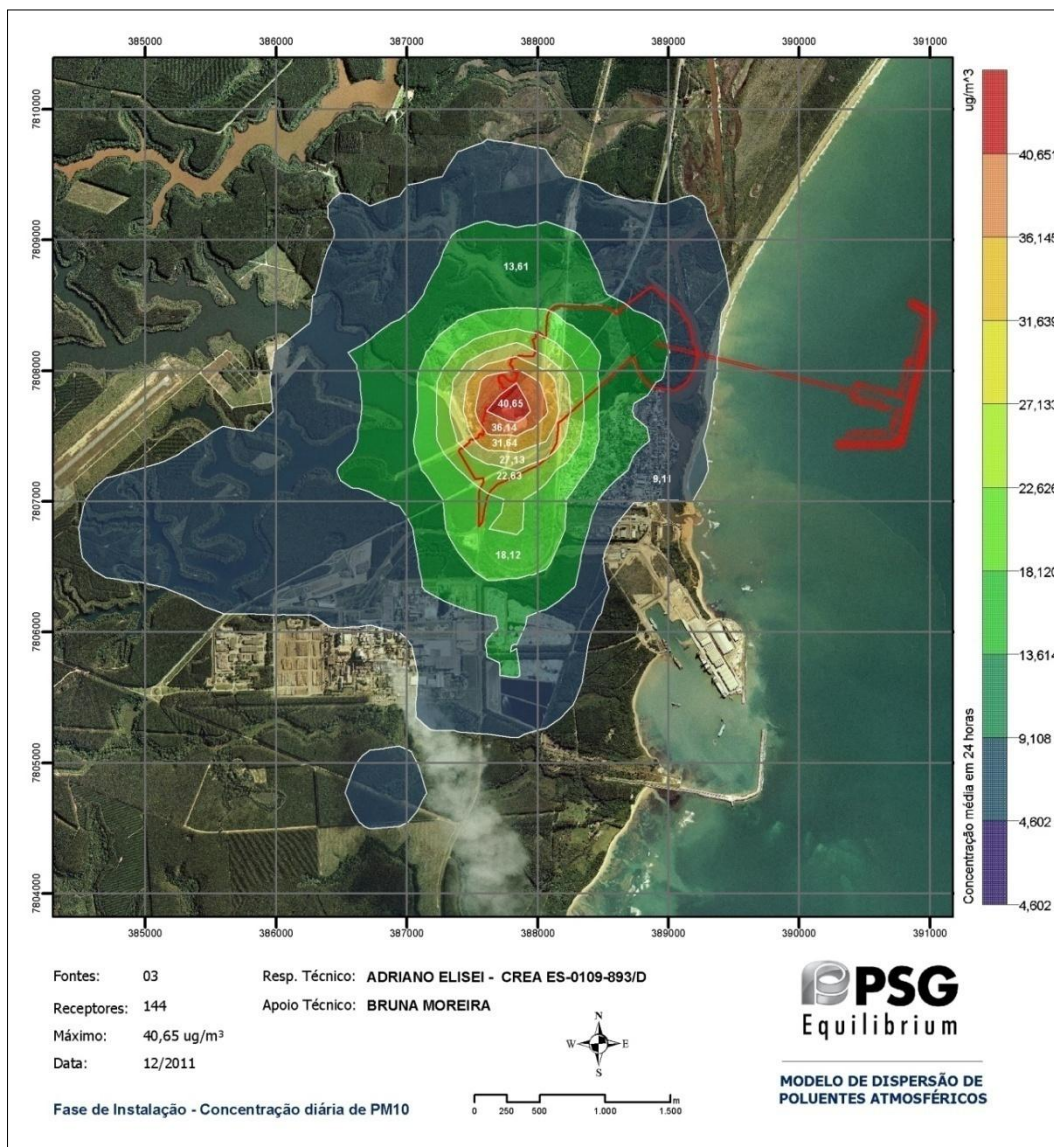 385000 386000 387000 388000 389000 390000 391000
7810000
7809000
7808000
7807000
7806000
7805000
7804000
13,61
40,65
36,14
31,64
27,13
22,63
18,12
9,11
ug/m^3
40,651
36,145
31.639
27,133
22,626
18,120
13,614
9,108
4,602
4,602
Concentração média em 24 horas
385000 386000 387000 388000 389000 390000 391000
Fontes: 03 Resp. Técnico: ADRIANO ELISEI - CREA ES-0109-893/D
Receptores: 144 Apoio Técnico: BRUNA MOREIRA
Máximo: 40,65 ug/m³
Data: 12/2011
Fase de Instalação - Concentração diária de PM10
N
W E
S
0 250 500 1.000 1.500
m
PSG
Equilibrium
MODELO DE DISPERSÃO DE
POLUENTES ATMOSFÉRICOS